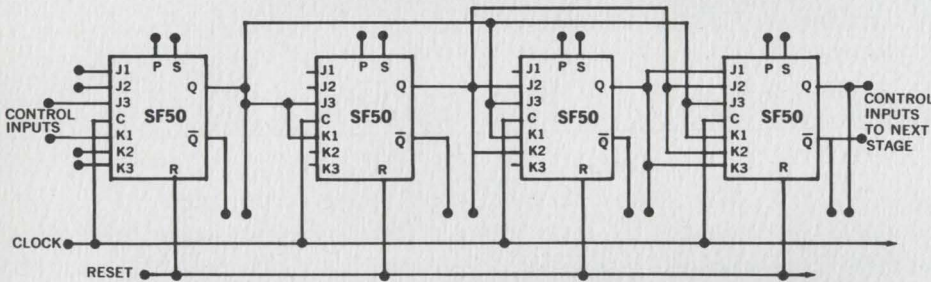 P S
J1
J2 Q
J3
C SF50
K1
K2 Q̅
K3
R
P S
J1
J2 Q
J3
C SF50
K1
K2 Q̅
K3
R
P S
J1
J2 Q
J3
C SF50
K1
K2 Q̅
K3
R
P S
J1
J2 Q
J3
C SF50
K1
K2 Q̅
K3
R
CONTROL
INPUTS
CONTROL
INPUTS
TO NEXT
STAGE
CLOCK
RESET